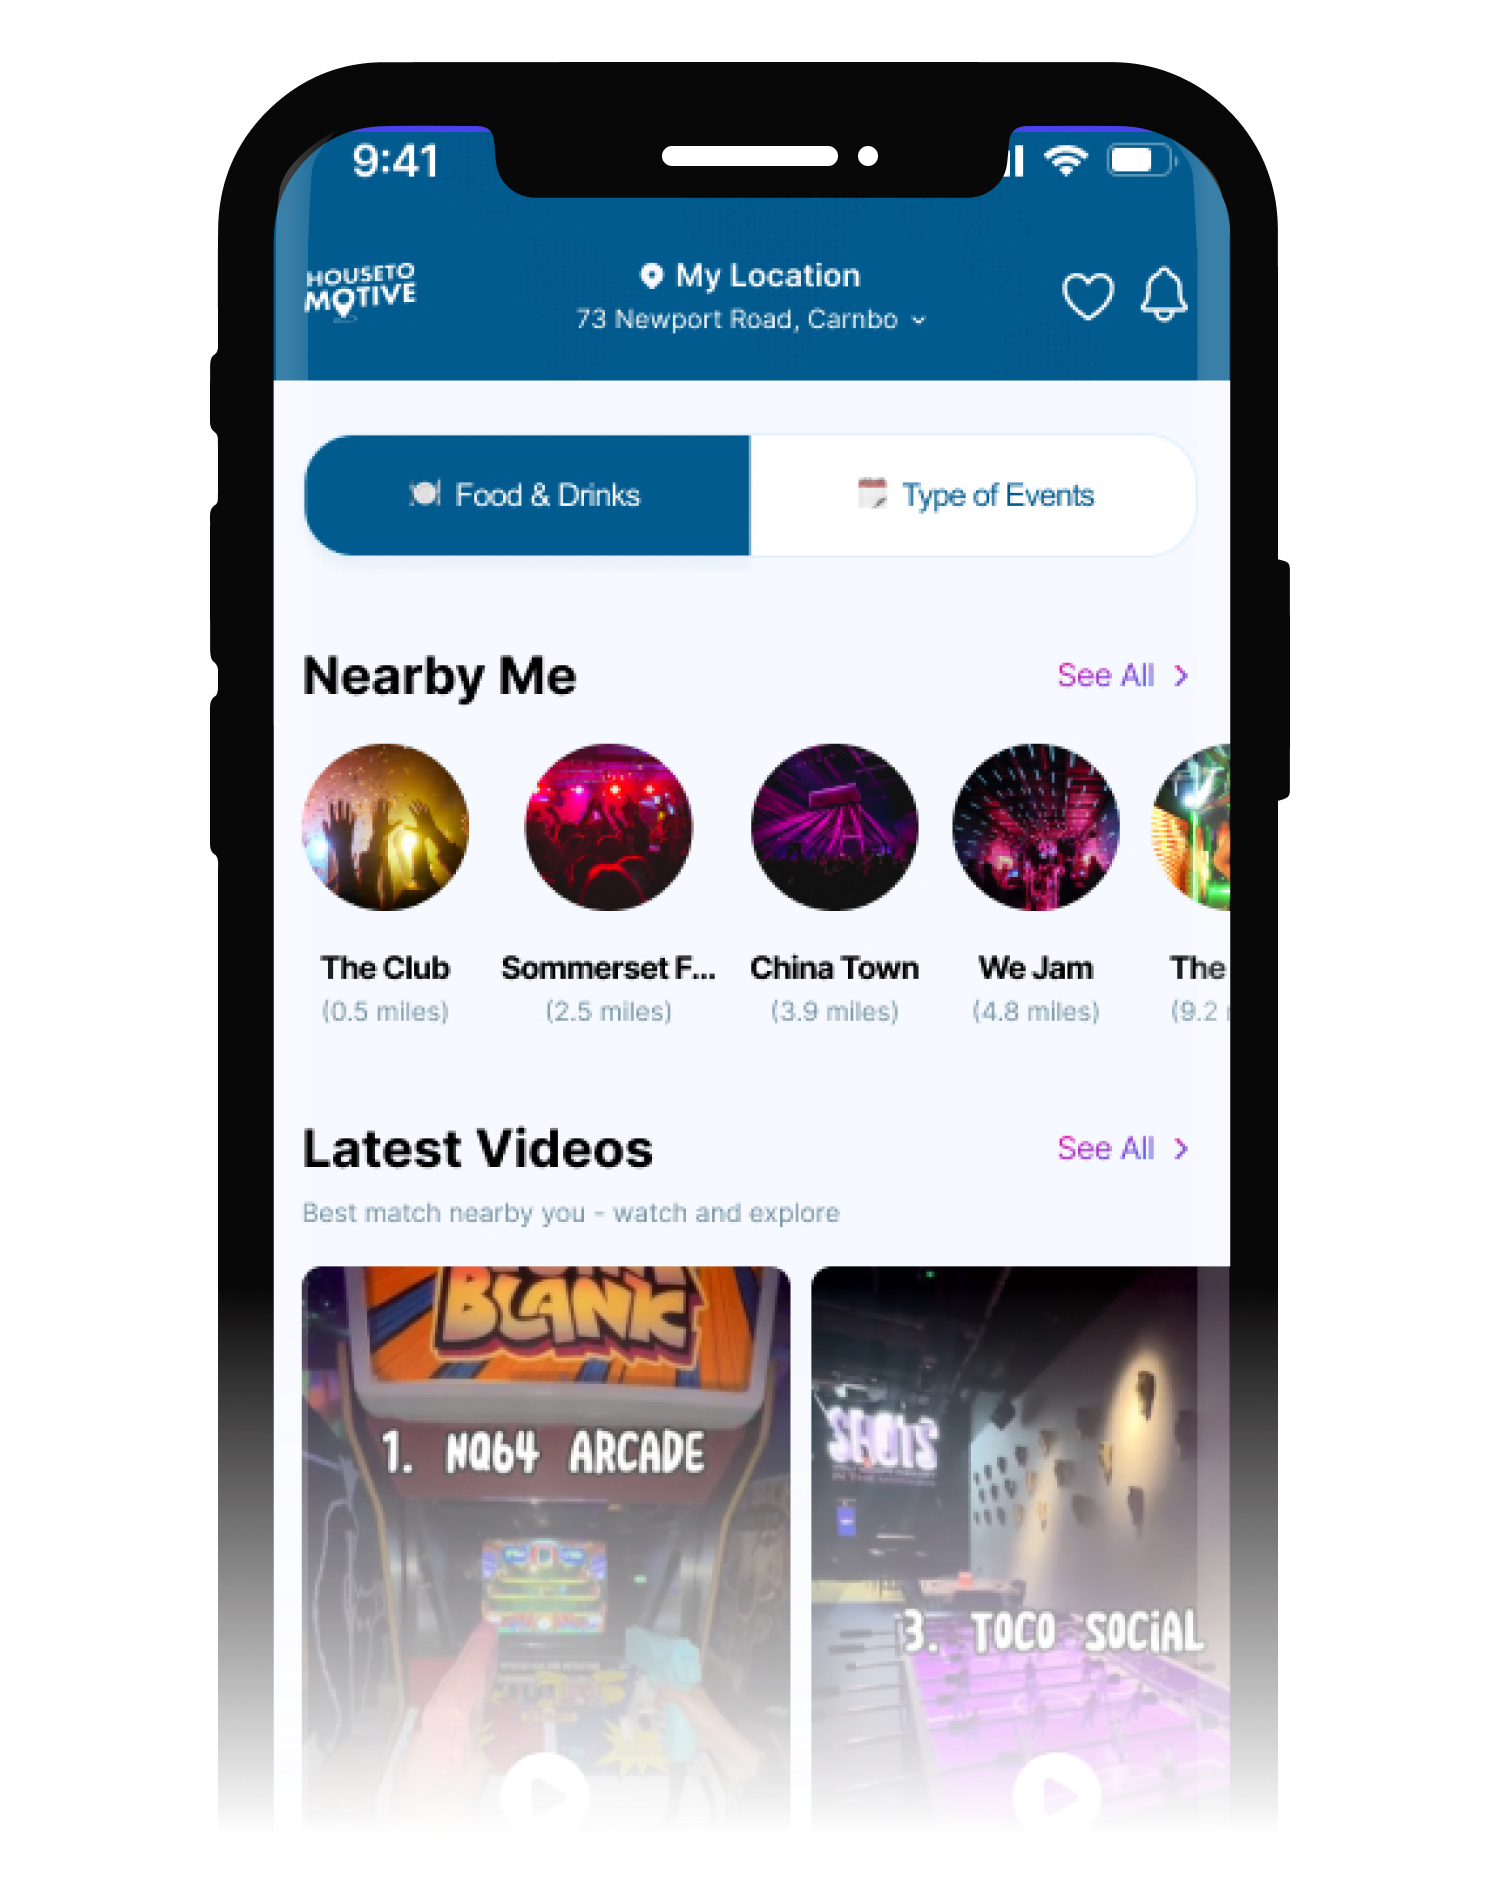 9:41
HOUSETO
MOTIVE
My Location
73 Newport Road, Carnbo
Food & Drinks
Type of Events
Nearby Me
See All
The Club
Sommerset F...
China Town
We Jam
The
(0.5 miles)
(2.5 miles)
(3.9 miles)
(4.8 miles)
(9.2
Latest Videos
See All
Best match nearby you - watch and explore
BLANK
1. NQ64 ARCADE
SHOTS
3. TOCO SOCIAL